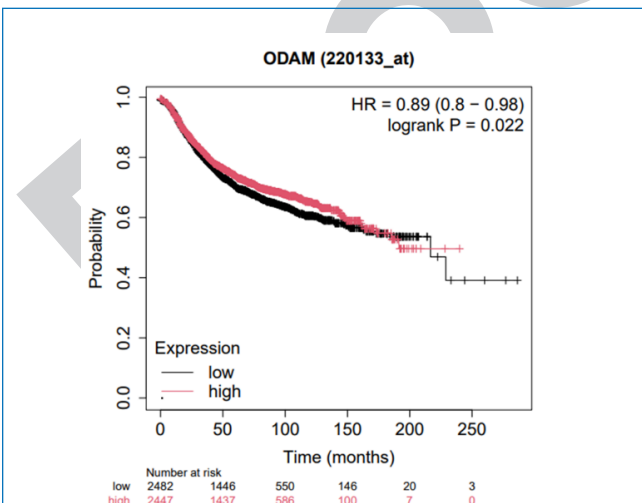 ODAM (220133_at)
HR = 0.89 (0.8 − 0.98)
logrank P = 0.022
Probability
1.0
0.8
0.6
0.4
0.2
0.0
Expression
low
high
0 50 100 150 200 250
Time (months)
Number at risk
low 2482 1446 550 146 20 3
high 2447 1437 586 100 7 0